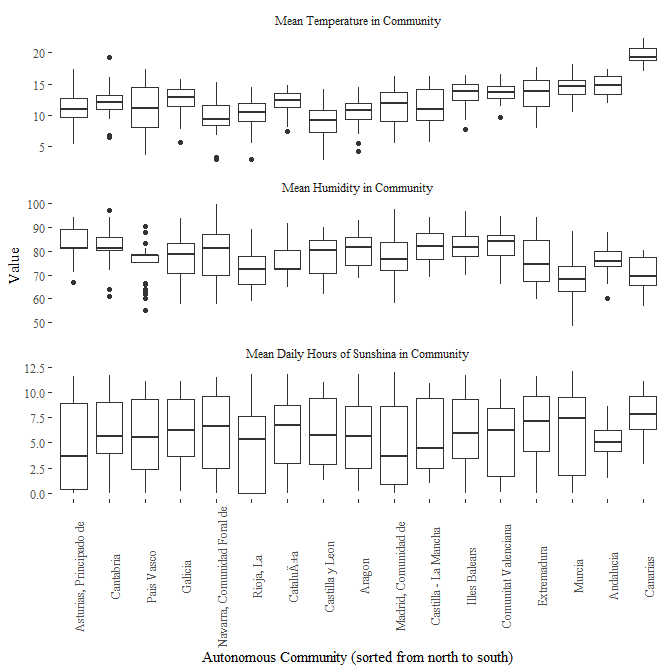 Mean Temperature in Community
20
15
10
5
Mean Humidity in Community
100
90
80
70
60
50
Mean Daily Hours of Sunshina in Community
12.5
10.0
7.5
5.0
2.5
0.0
Value
Asturias, Principado de
Cantabria
Pais Vasco
Galicia
Navarra, Comunidad Foral de
Rioja, La
CataluÃ±a
Castilla y Leon
Aragon
Madrid, Comunidad de
Castilla - La Mancha
Illes Balears
Comunitat Valenciana
Extremadura
Murcia
Andalucia
Canarias
Autonomous Community (sorted from north to south)